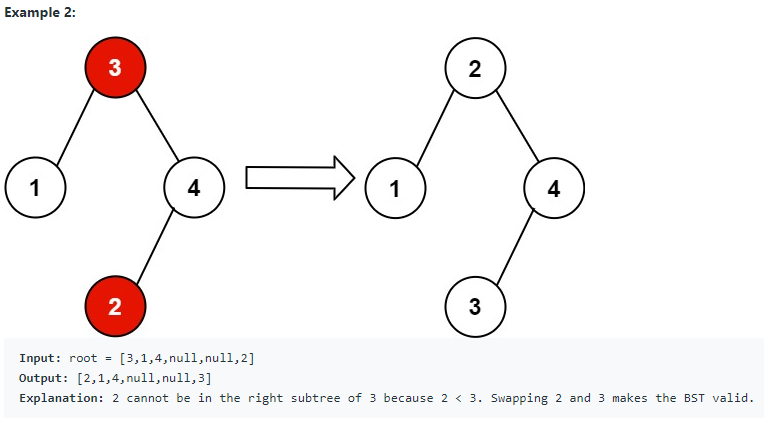 Example 2:
3
2
1
4
1
4
2
3
Input: root = [3,1,4,null,null,2]
Output: [2,1,4,null,null,3]
Explanation: 2 cannot be in the right subtree of 3 because 2 < 3. Swapping 2 and 3 makes the BST valid.